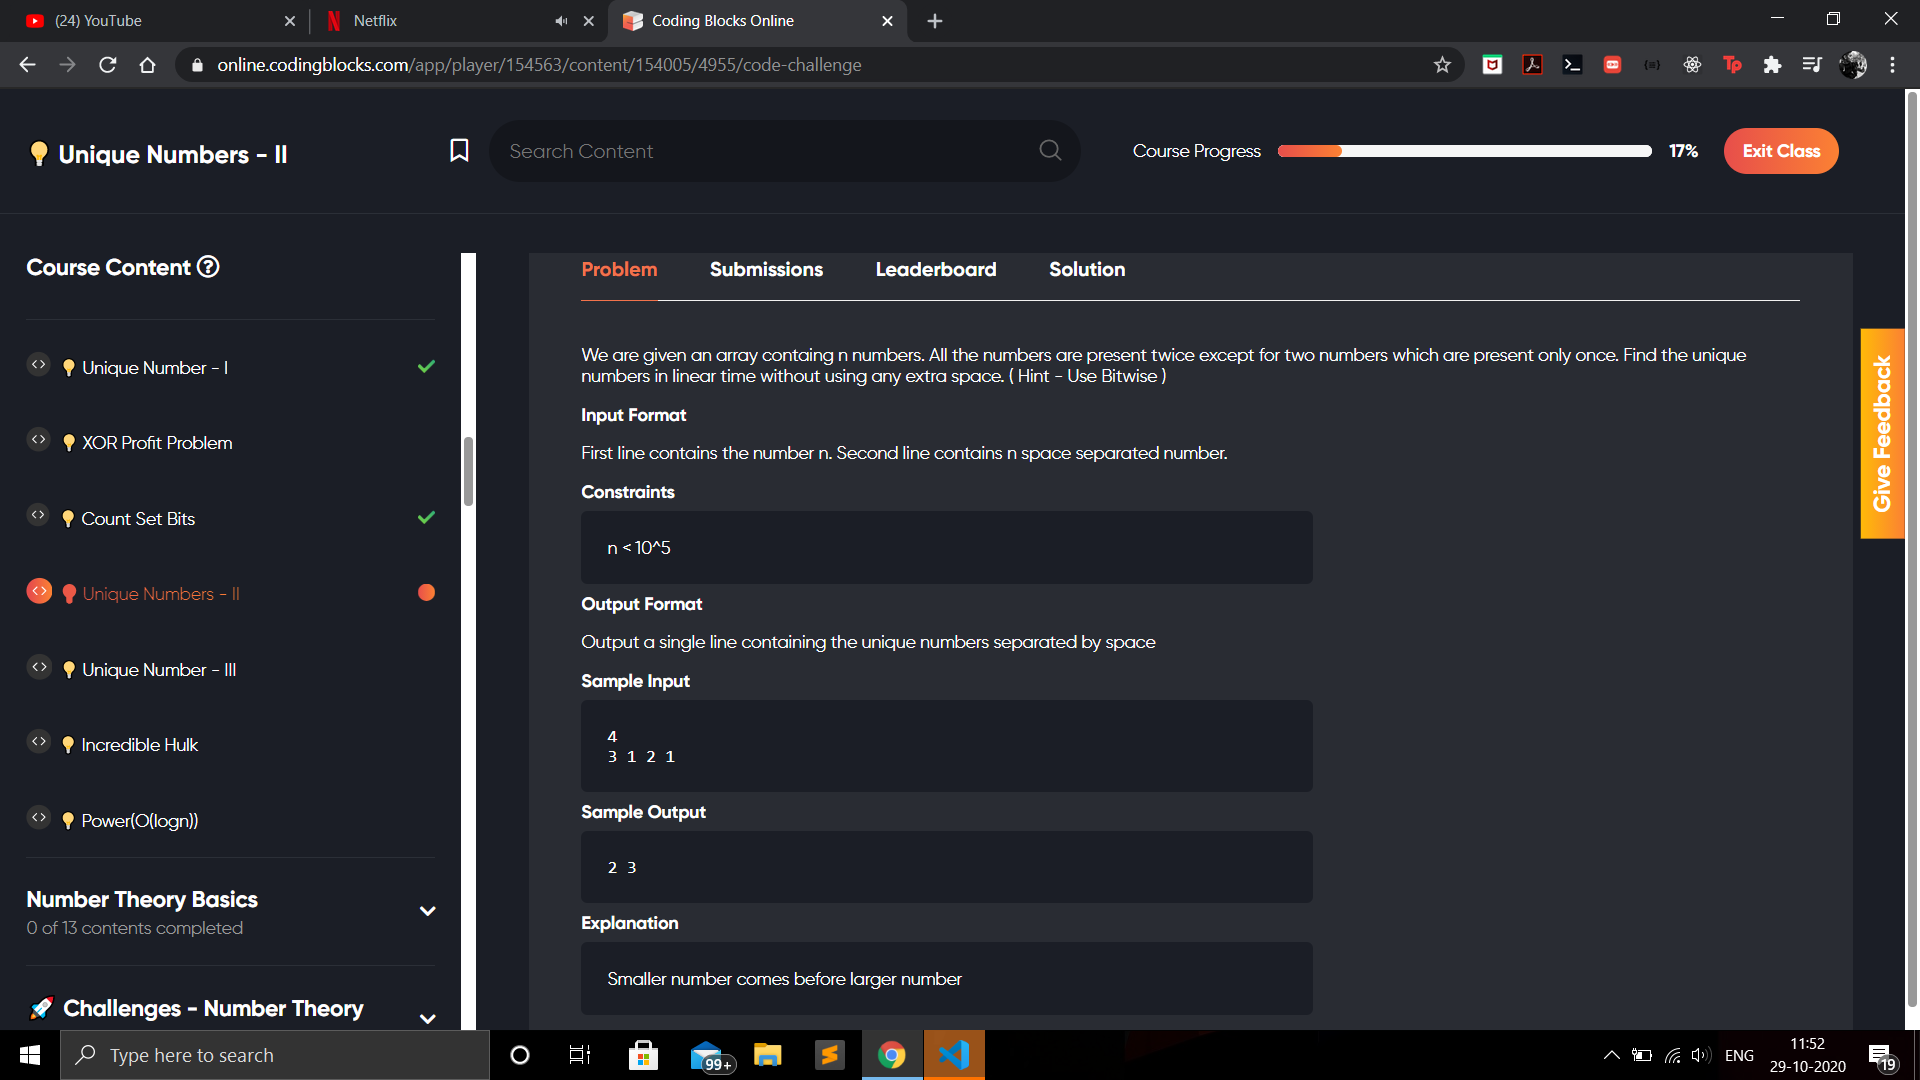 (24) YouTube
Netflix
Coding Blocks Online
online.codingblocks.com/app/player/154563/content/154005/4955/code-challenge
Unique Numbers - II
Search Content
Course Progress
17%
Exit Class
Course Content
Unique Number - I
XOR Profit Problem
Count Set Bits
Unique Numbers - II
Unique Number - III
Incredible Hulk
Power(O(logn))
Number Theory Basics
0 of 13 contents completed
Challenges - Number Theory
Problem
Submissions
Leaderboard
Solution
We are given an array containg n numbers. All the numbers are present twice except for two numbers which are present only once. Find the unique
numbers in linear time without using any extra space. ( Hint - Use Bitwise )
Input Format
First line contains the number n. Second line contains n space separated number.
Constraints
n < 10^5
Output Format
Output a single line containing the unique numbers separated by space
Sample Input
4
3 1 2 1
Sample Output
2 3
Explanation
Smaller number comes before larger number
Give Feedback
Type here to search
99+
ENG
11:52
29-10-2020
19